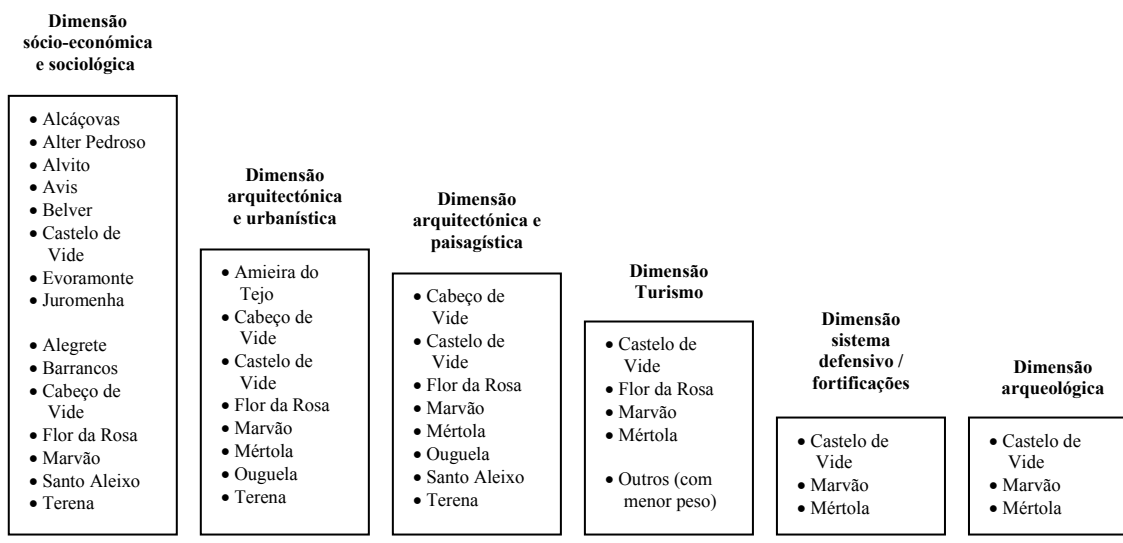 Dimensão
sócio-económica
e sociológica
• Alcáçovas
• Alter Pedroso
• Alvito
• Avis
• Belver
• Castelo de
Vide
• Evoramonte
• Juromenha
• Alegrete
• Barrancos
• Cabeço de
Vide
• Flor da Rosa
• Marvão
• Santo Aleixo
• Terena
Dimensão
arquitectónica
e urbanística
• Amieira do
Tejo
• Cabeço de
Vide
• Castelo de
Vide
• Flor da Rosa
• Marvão
• Mértola
• Ouguela
• Terena
Dimensão
arquitectónica e
paisagística
• Cabeço de
Vide
• Castelo de
Vide
• Flor da Rosa
• Marvão
• Mértola
• Ouguela
• Santo Aleixo
• Terena
Dimensão
Turismo
• Castelo de
Vide
• Flor da Rosa
• Marvão
• Mértola
• Outros (com
menor peso)
Dimensão
sistema
defensivo /
fortificações
• Castelo de
Vide
• Marvão
• Mértola
Dimensão
arqueológica
• Castelo de
Vide
• Marvão
• Mértola